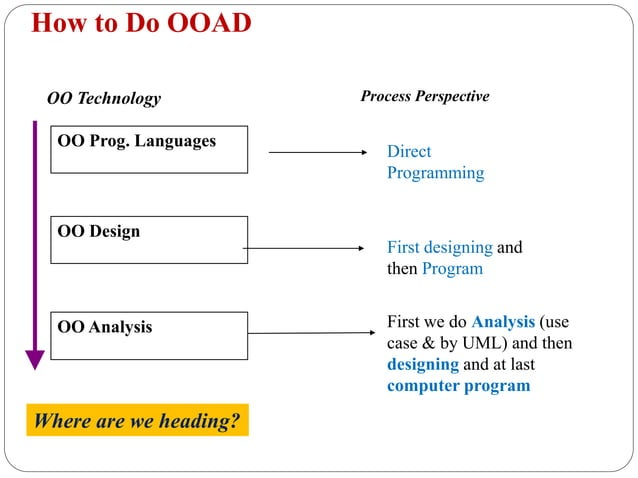 How to Do OOAD
OO Technology
Process Perspective
OO Prog. Languages
Direct
Programming
OO Design
First designing and
then Program
OO Analysis
First we do Analysis (use
case & by UML) and then
designing and at last
computer program
Where are we heading?